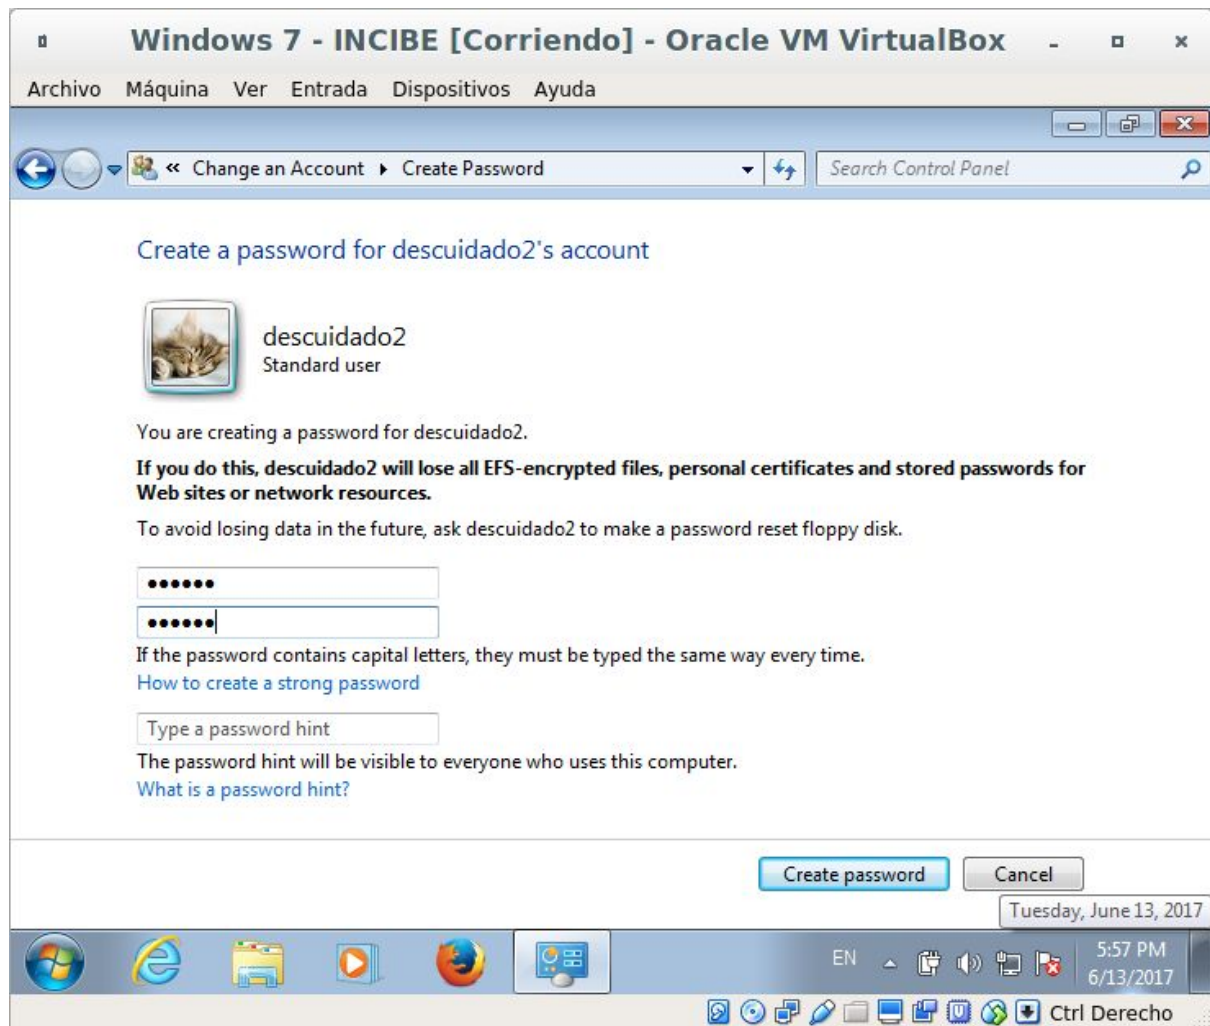 Windows 7 - INCIBE [Corriendo] - Oracle VM VirtualBox
Archivo Máquina Ver Entrada Dispositivos Ayuda
« Change an Account Create Password Search Control Panel
Create a password for descuidado2's account
descuidado2
Standard user
You are creating a password for descuidado2.
If you do this, descuidado2 will lose all EFS-encrypted files, personal certificates and stored passwords for
Web sites or network resources.
To avoid losing data in the future, ask descuidado2 to make a password reset floppy disk.
••••••
••••••
If the password contains capital letters, they must be typed the same way every time.
How to create a strong password
Type a password hint
The password hint will be visible to everyone who uses this computer.
What is a password hint?
Create password Cancel
Tuesday, June 13, 2017
EN 5:57 PM
6/13/2017
Ctrl Derecho